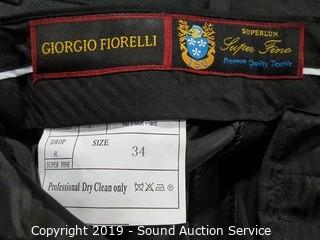 GIORGIO FIORELLI
SUPERLUX
Super Fino
Premium Quality Textile
DROP
SIZE
R
34
SUPER FINE
Professional Dry Clean only
Copyright 2019 - Sound Auction Service